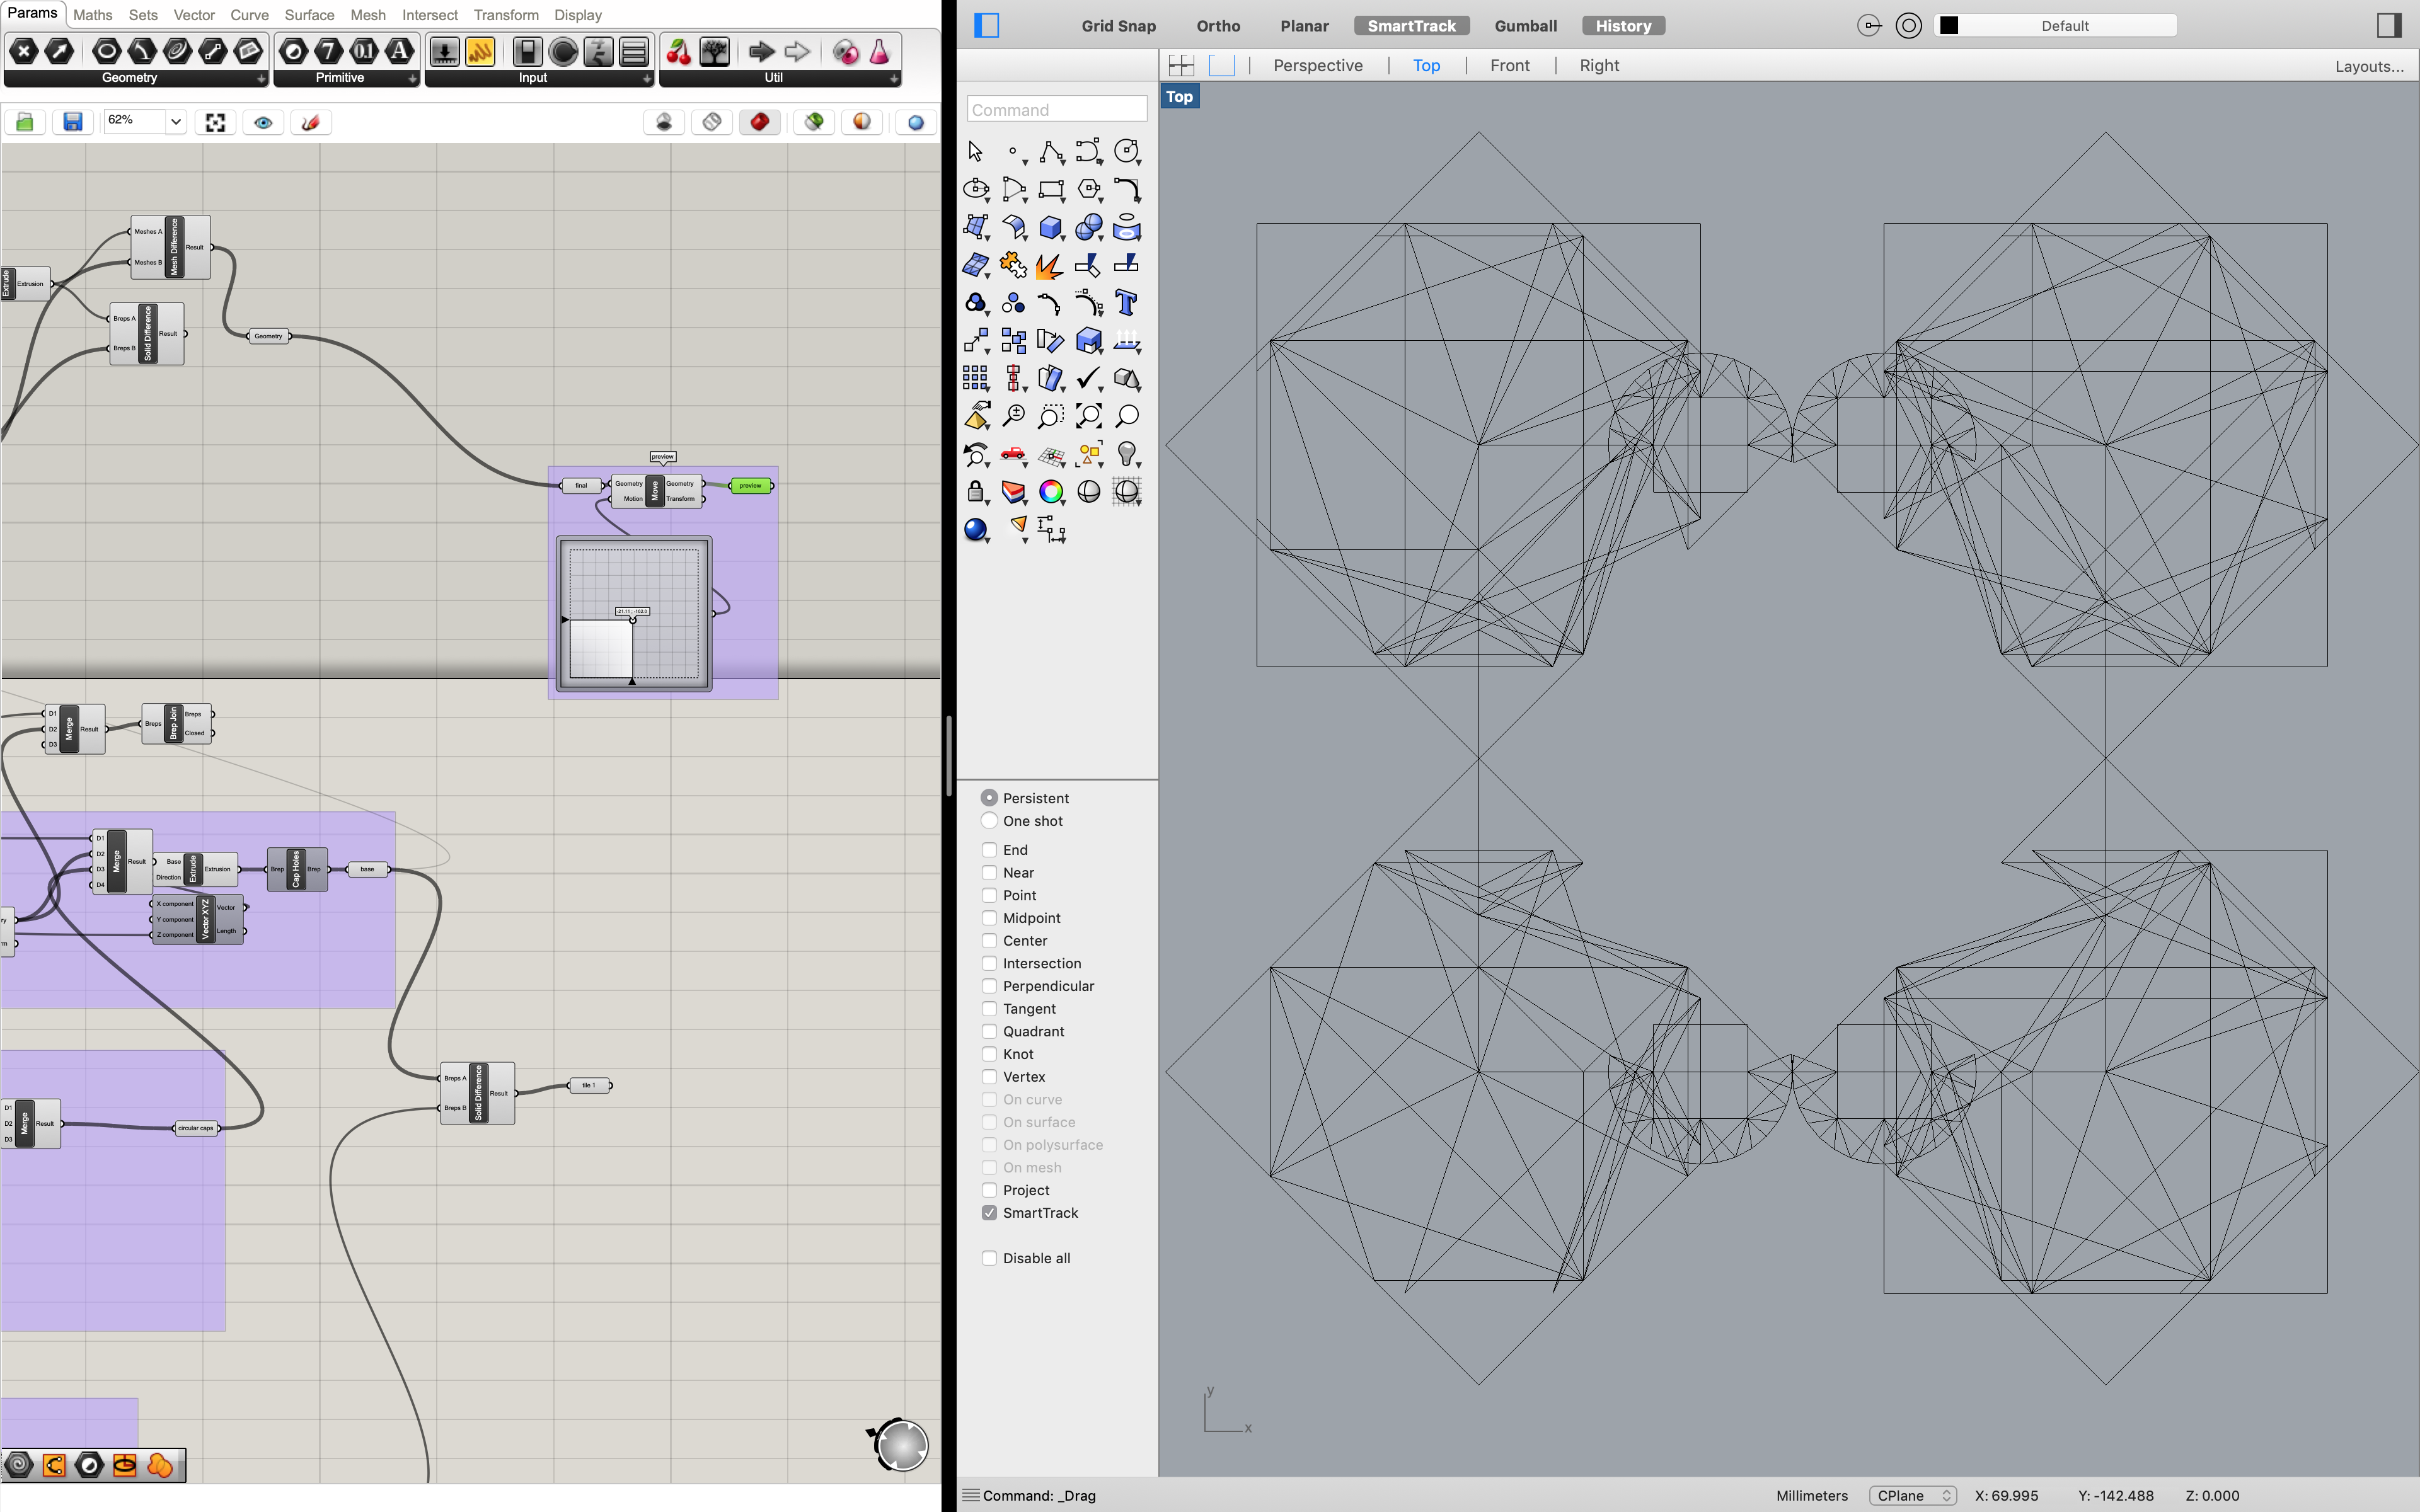 Params Maths Sets Vector Curve Surface Mesh Intersect Transform Display
Geometry Primitive Input Util
62%
Meshes A
Meshes B
Mesh Difference
Result
Extrude
Extrusion
Breps A
Breps B
Solid Difference
Result
Geometry
preview
final
Geometry
Motion
Move
Geometry
Transform
preview
D1
D2
D3
Merge
Result
Breps
Brep Join
Breps
Closed
D1
D2
D3
D4
Merge
Result
Base
Direction
Extrude
Extrusion
Brep
Cap Holes
Brep
base
X component
Y component
Z component
Vector XYZ
Vector
Length
ry
rm
Breps A
Breps B
Solid Difference
Result
tile 1
D1
D2
D3
Merge
Result
circular caps
Grid Snap Ortho Planar SmartTrack Gumball History Default
Perspective Top Front Right Layouts...
Command
Top
Persistent
One shot
End
Near
Point
Midpoint
Center
Intersection
Perpendicular
Tangent
Quadrant
Knot
Vertex
On curve
On surface
On polysurface
On mesh
Project
SmartTrack
Disable all
y
x
Command: _Drag Millimeters CPlane X: 69.995 Y: -142.488 Z: 0.000